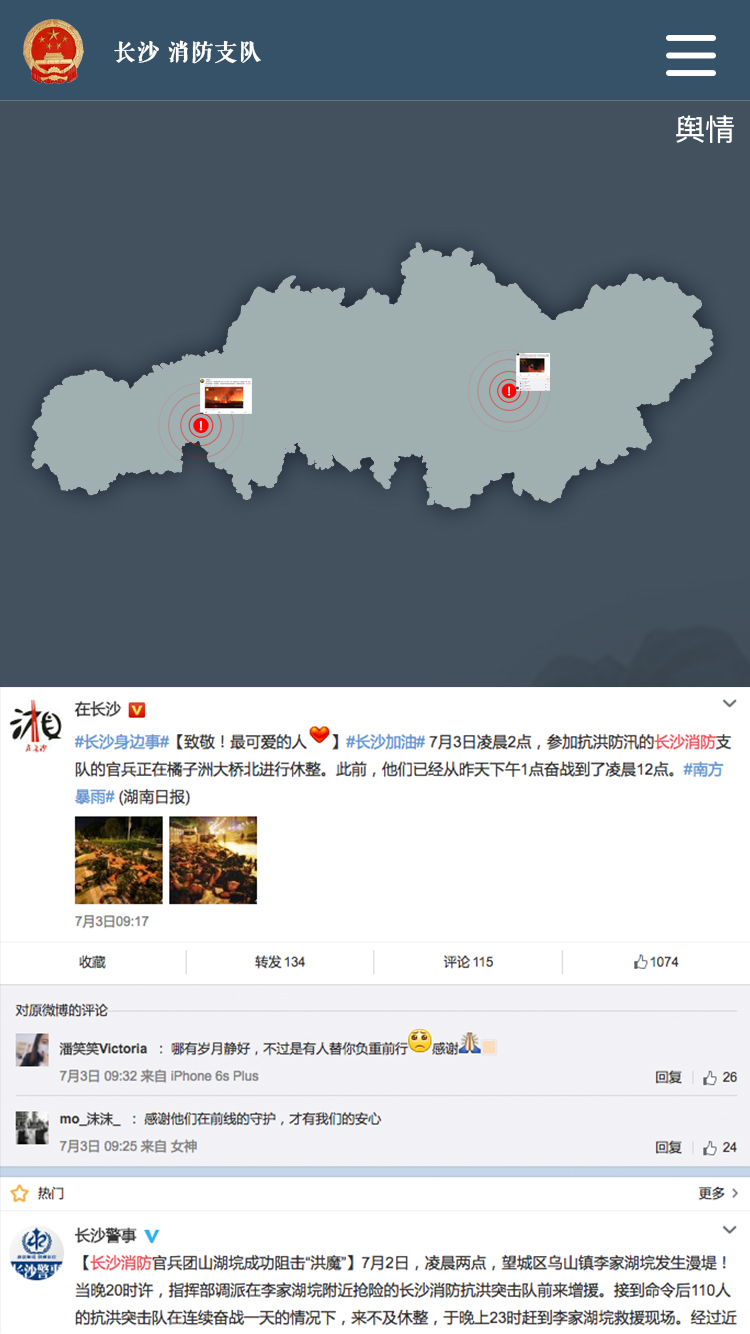 长沙 消防支队
舆情
在长沙
#长沙身边事#【致敬！最可爱的人❤】#长沙加油# 7月3日凌晨2点，参加抗洪防汛的长沙消防支
队的官兵正在橘子洲大桥北进行休整。此前，他们已经从昨天下午1点奋战到了凌晨12点。#南方
暴雨# (湖南日报)
7月3日09:17
收藏 转发 134 评论 115 1074
对原微博的评论
潘笑笑Victoria ：哪有岁月静好，不过是有人替你负重前行感谢
7月3日 09:32 来自 iPhone 6s Plus 回复 26
mo_沫沫_ ：感谢他们在前线的守护，才有我们的安心
7月3日 09:25 来自 女神 回复 24
热门 更多
长沙警事
【长沙消防官兵团山湖垸成功阻击“洪魔”】7月2日，凌晨两点，望城区乌山镇李家湖垸发生漫堤！
当晚20时许，指挥部调派在李家湖垸附近抢险的长沙消防抗洪突击队前来增援。接到命令后110人
的抗洪突击队在连续奋战一天的情况下，来不及休整，于晚上23时赶到李家湖垸救援现场。经过近